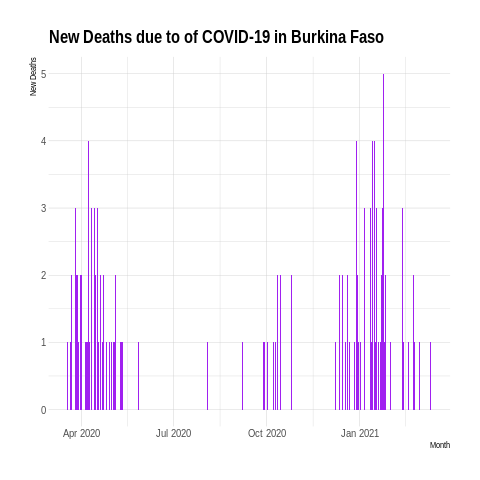 New Deaths due to of COVID-19 in Burkina Faso
New Deaths
5
4
3
2
1
0
Apr 2020 Jul 2020 Oct 2020 Jan 2021
Month